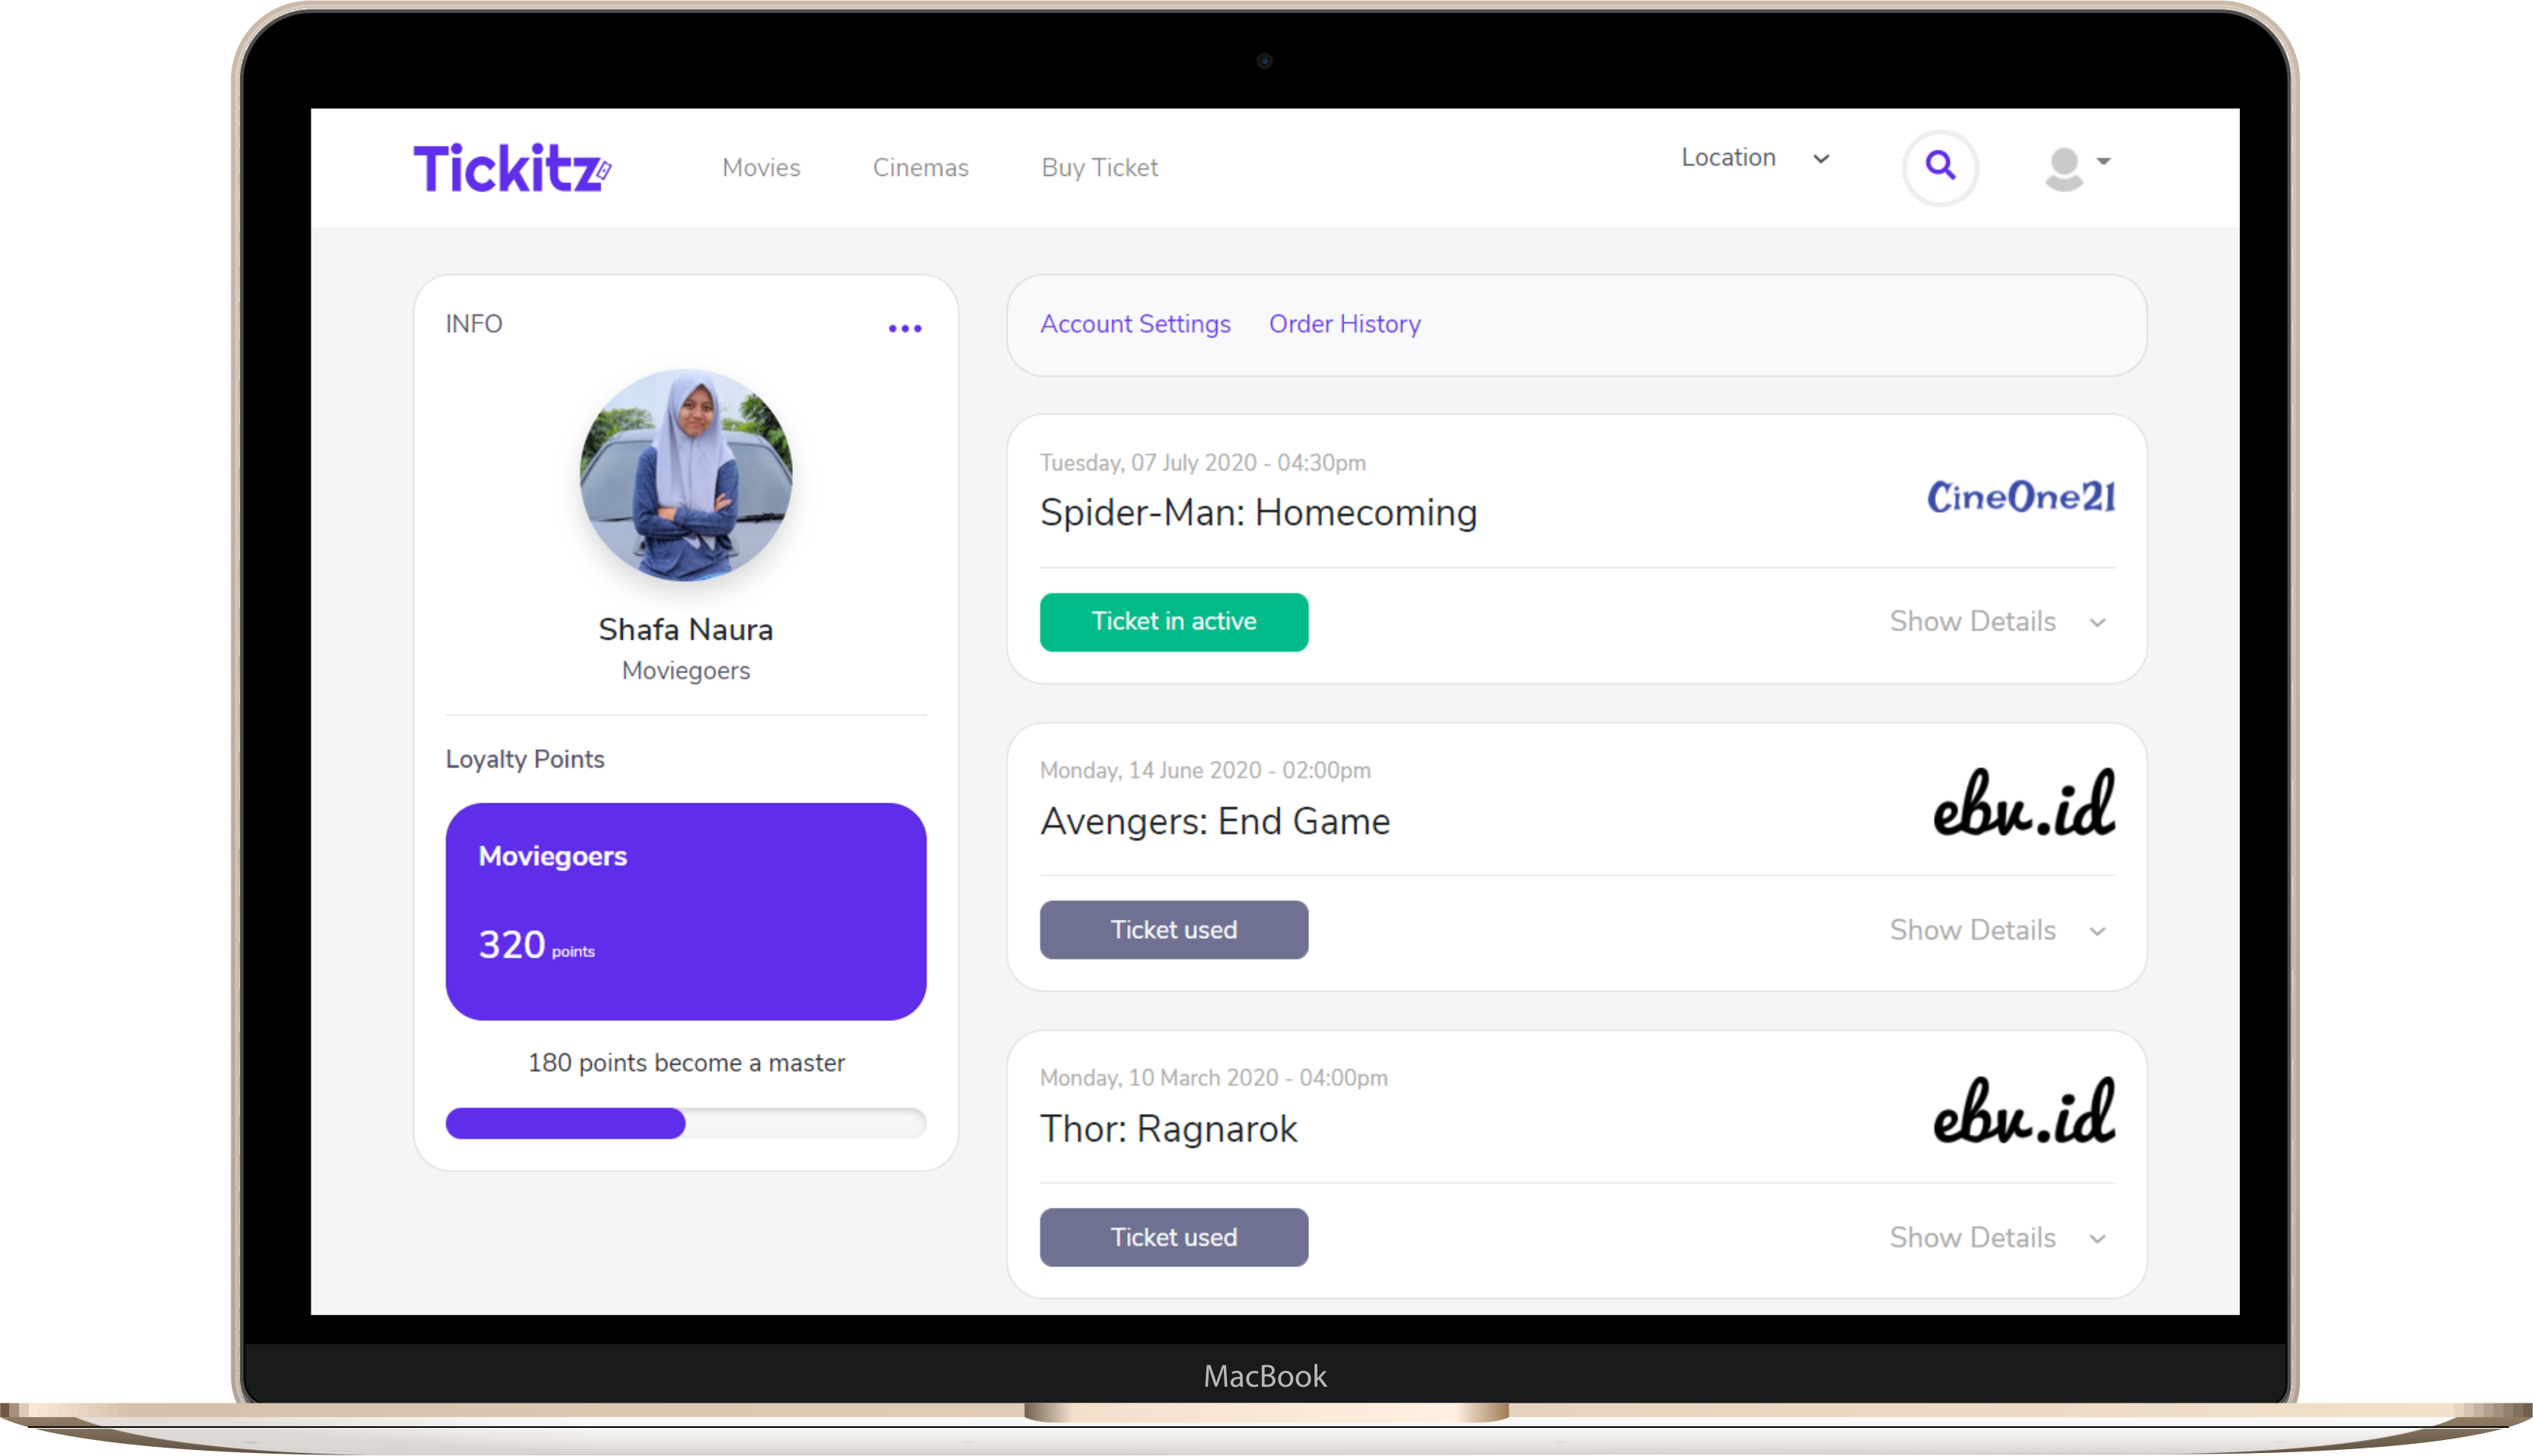 Tickitz
Movies Cinemas Buy Ticket Location
INFO
Shafa Naura
Moviegoers
Loyalty Points
Moviegoers
320 points
180 points become a master
Account Settings Order History
Tuesday, 07 July 2020 - 04:30pm
Spider-Man: Homecoming
CineOne21
Ticket in active
Show Details
Monday, 14 June 2020 - 02:00pm
Avengers: End Game
ebv.id
Ticket used
Show Details
Monday, 10 March 2020 - 04:00pm
Thor: Ragnarok
ebv.id
Ticket used
Show Details
MacBook